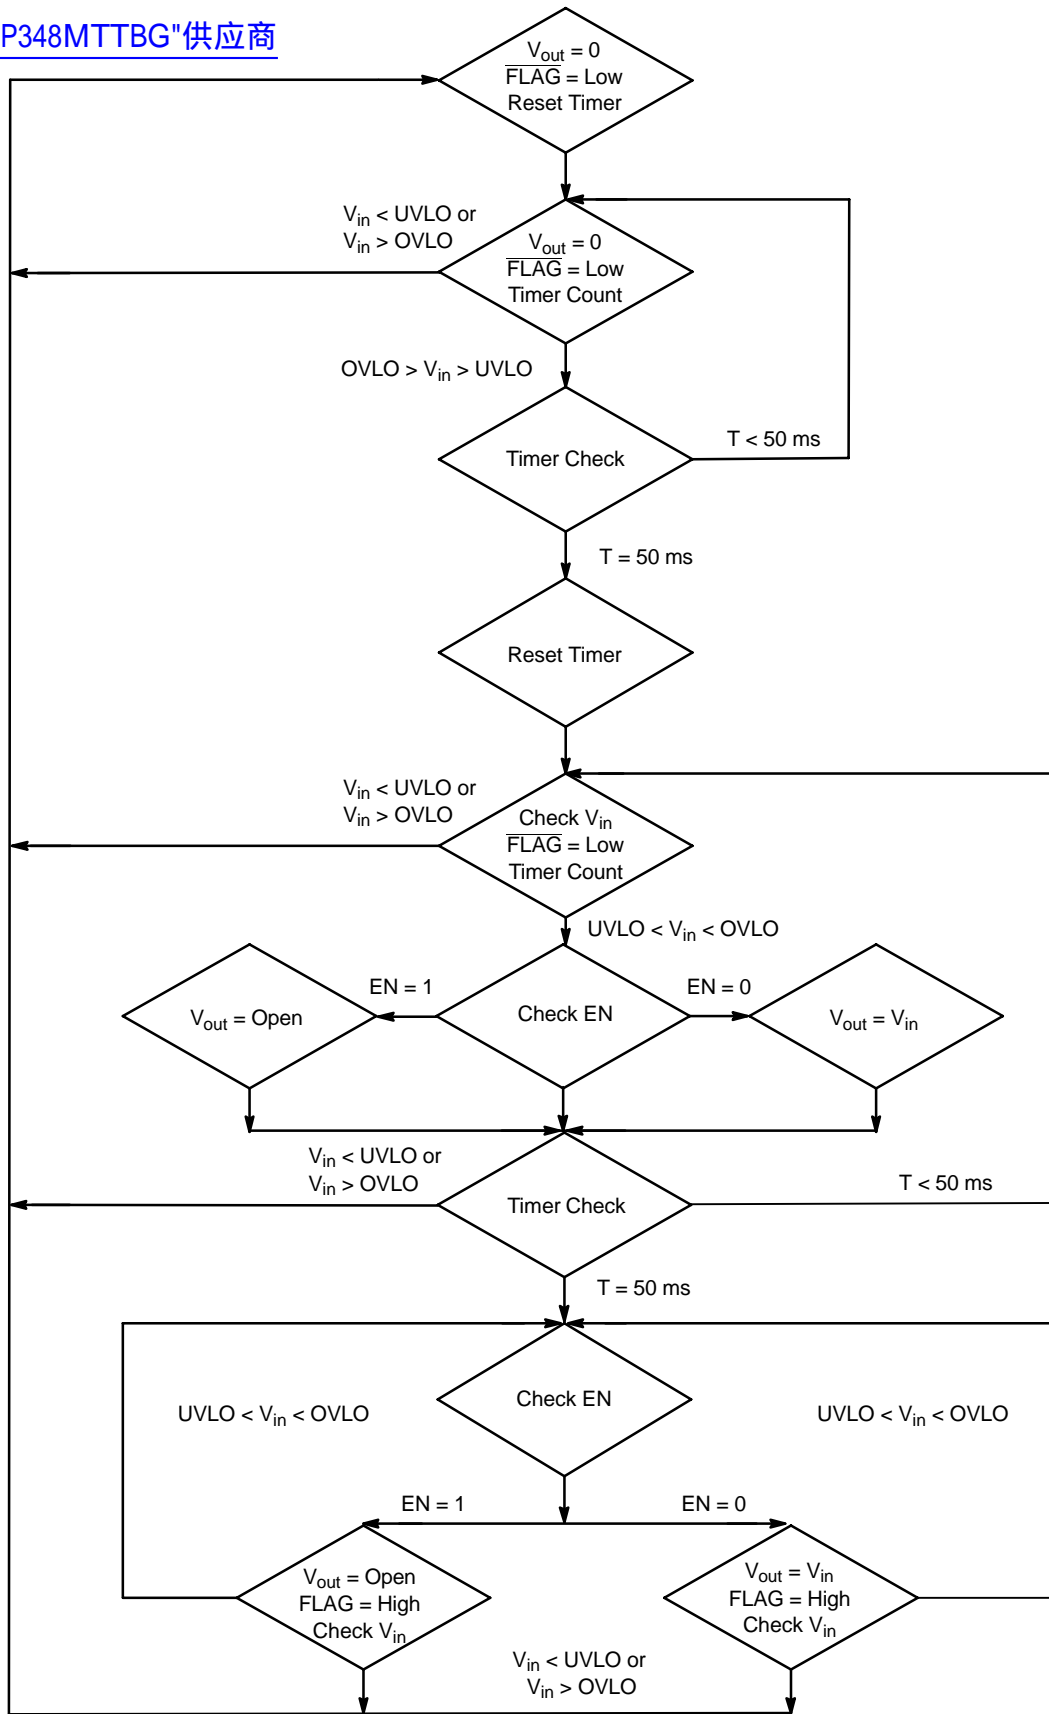 P348MTTBG"供应商
Vout = 0
FLAG = Low
Reset Timer
Vin < UVLO or
Vin > OVLO
Vout = 0
FLAG = Low
Timer Count
OVLO > Vin > UVLO
Timer Check
T < 50 ms
T = 50 ms
Reset Timer
Vin < UVLO or
Vin > OVLO
Check Vin
FLAG = Low
Timer Count
UVLO < Vin < OVLO
EN = 1
EN = 0
Vout = Open
Check EN
Vout = Vin
Vin < UVLO or
Vin > OVLO
Timer Check
T < 50 ms
T = 50 ms
Check EN
UVLO < Vin < OVLO
UVLO < Vin < OVLO
EN = 1
EN = 0
Vout = Open
FLAG = High
Check Vin
Vout = Vin
FLAG = High
Check Vin
Vin < UVLO or
Vin > OVLO